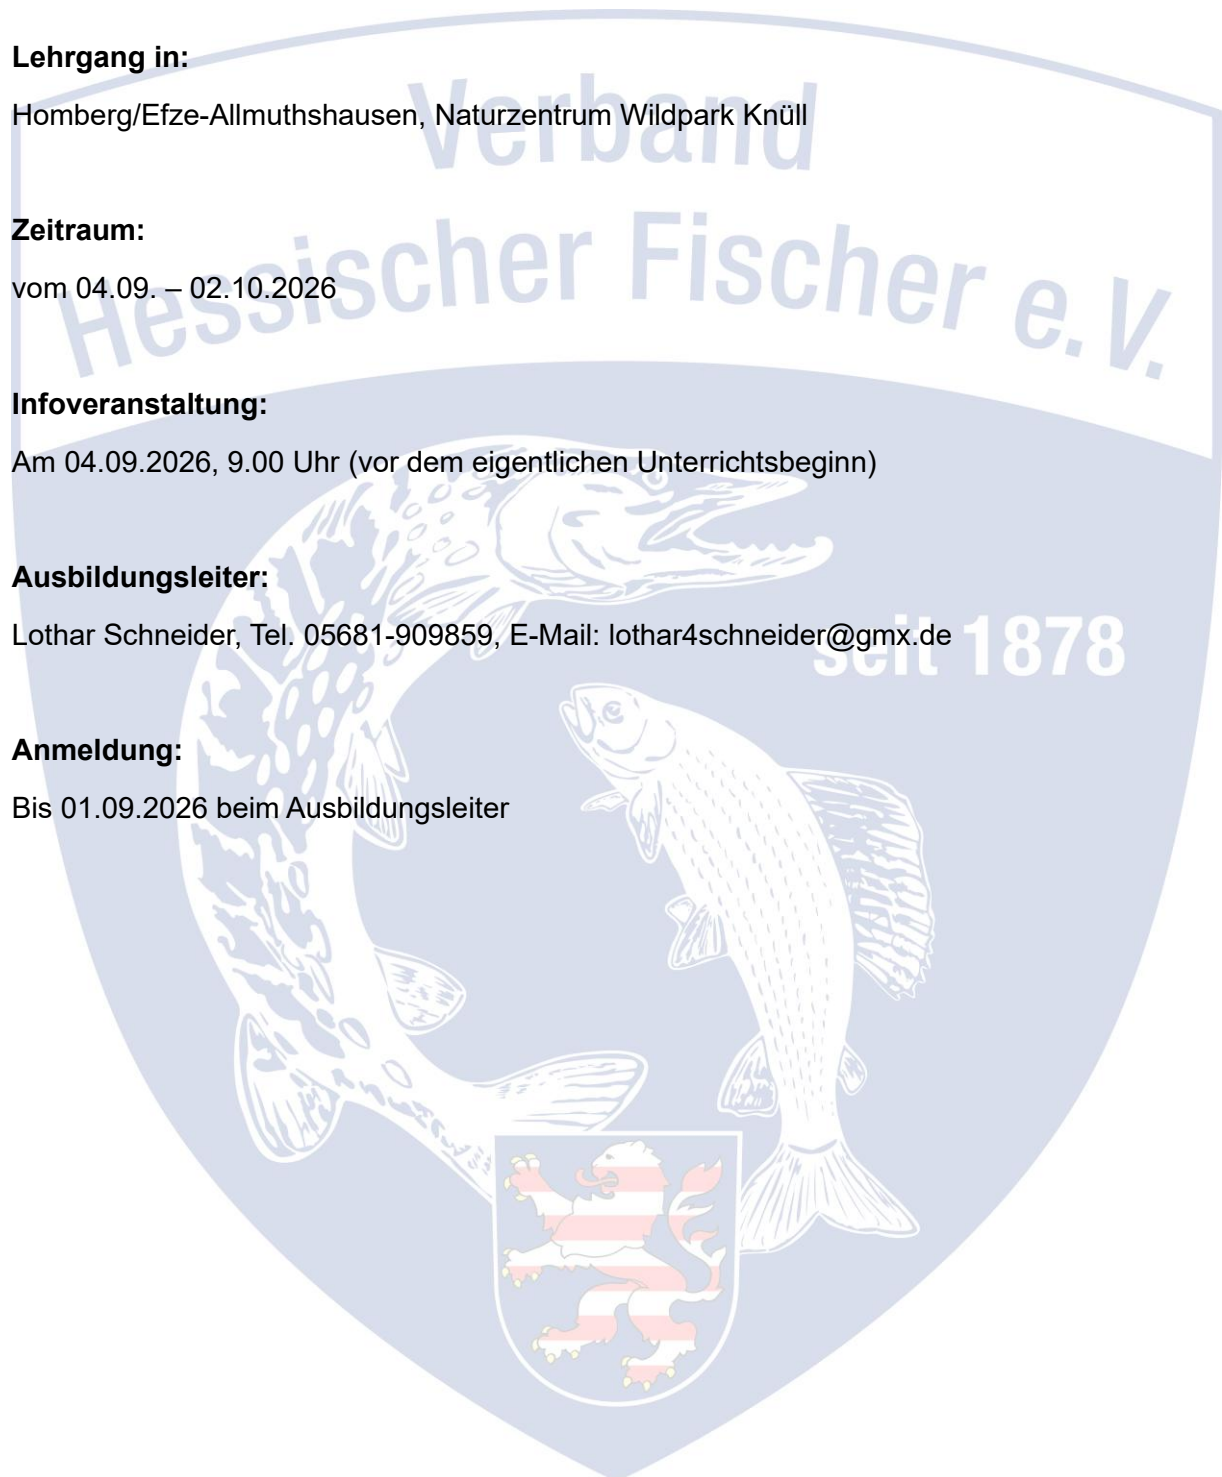 Lehrgang in:
Homberg/Efze-Allmuthshausen, Naturzentrum Wildpark Knüll
Verband
Zeitraum:
Hessischer Fischer e.V.
vom 04.09. – 02.10.2026
Infoveranstaltung:
Am 04.09.2026, 9.00 Uhr (vor dem eigentlichen Unterrichtsbeginn)
Ausbildungsleiter:
Lothar Schneider, Tel. 05681-909859, E-Mail: lothar4schneider@gmx.de
seit 1878
Anmeldung:
Bis 01.09.2026 beim Ausbildungsleiter